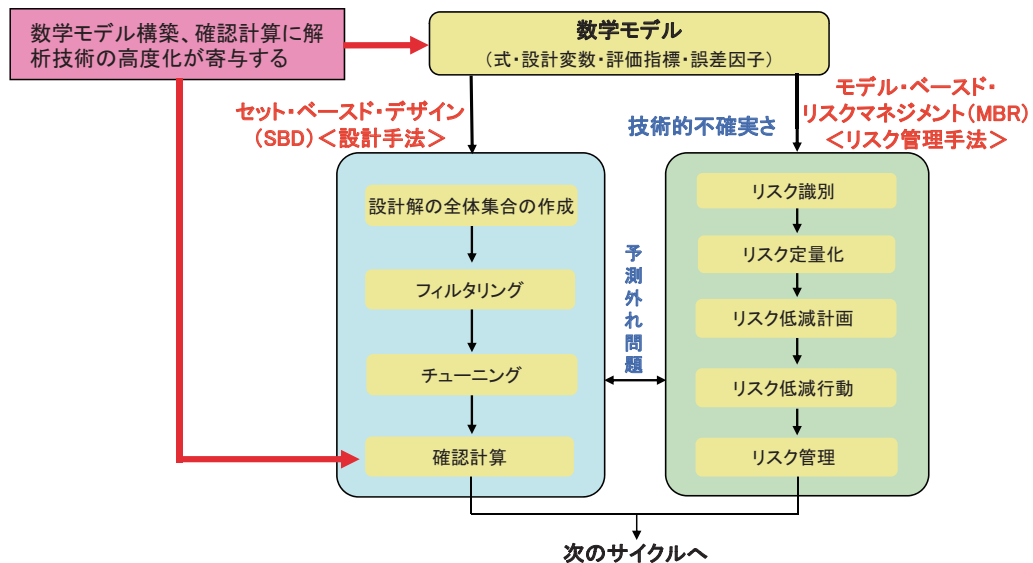 数学モデル構築、確認計算に解
析技術の高度化が寄与する
数学モデル
（式・設計変数・評価指標・誤差因子）
セット・ベースド・デザイン
（SBD）＜設計手法＞
技術的不確実さ
モデル・ベースド・
リスクマネジメント（MBR）
＜リスク管理手法＞
設計解の全体集合の作成
フィルタリング
チューニング
確認計算
予測外れ問題
リスク識別
リスク定量化
リスク低減計画
リスク低減行動
リスク管理
次のサイクルへ